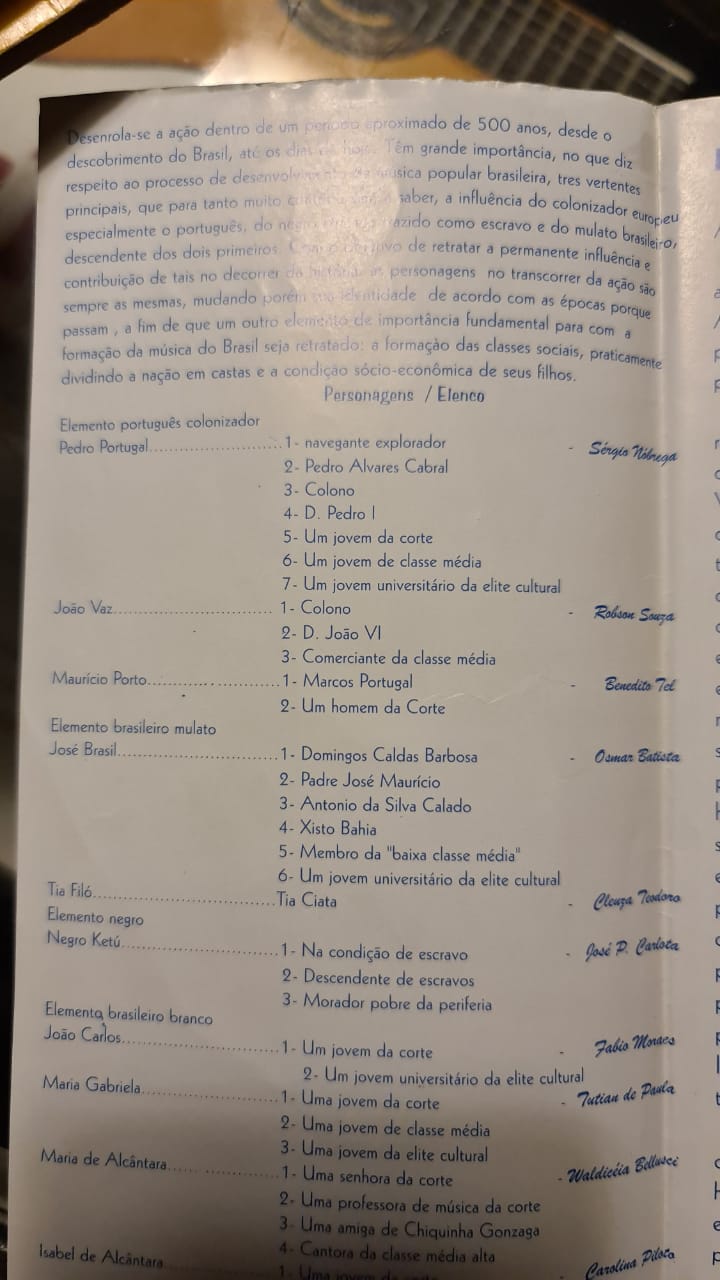 Desenrola-se a ação dentro de um período aproximado de 500 anos, desde o
descobrimento do Brasil, até os dias de hoje. Têm grande importância, no que diz
respeito ao processo de desenvolvimento da música popular brasileira, tres vertentes
principais, que para tanto muito saber, a influência do colonizador europeu
especialmente o português, do negro trazido como escravo e do mulato brasileiro,
descendente dos dois primeiros. Com o objetivo de retratar a permanente influência e
contribuição de tais no decorrer da história, as personagens no transcorrer da ação são
sempre as mesmas, mudando porém sua identidade de acordo com as épocas porque
passam , a fim de que um outro elemento de importância fundamental para com a
formação da música do Brasil seja retratado: a formação das classes sociais, praticamente
dividindo a nação em castas e a condição sócio-econômica de seus filhos.
Personagens / Elenco
Elemento português colonizador
Pedro Portugal..........................1- navegante explorador - Sérgio Nóbrega
2- Pedro Alvares Cabral
3- Colono
4- D. Pedro I
5- Um jovem da corte
6- Um jovem de classe média
7- Um jovem universitário da elite cultural
João Vaz.............................. 1- Colono - Robson Souza
2- D. João VI
3- Comerciante da classe média
Maurício Porto.........................1- Marcos Portugal - Benedito Tel
2- Um homem da Corte
Elemento brasileiro mulato
José Brasil..............................1- Domingos Caldas Barbosa - Osmar Batista
2- Padre José Maurício
3- Antonio da Silva Calado
4- Xisto Bahia
5- Membro da "baixa classe média"
6- Um jovem universitário da elite cultural
Tia Filó..................................Tia Ciata - Cleuza Teodoro
Elemento negro
Negro Ketú..............................1- Na condição de escravo - José P. Carlota
2- Descendente de escravos
3- Morador pobre da periferia
Elemento brasileiro branco
João Carlos.............................1- Um jovem da corte - Fabio Moraes
2- Um jovem universitário da elite cultural
Maria Gabriela.........................1- Uma jovem da corte - Tutian de Paula
2- Uma jovem de classe média
3- Uma jovem da elite cultural
Maria de Alcântara....................1- Uma senhora da corte - Waldicéia Bellusci
2- Uma professora de música da corte
3- Uma amiga de Chiquinha Gonzaga
4- Cantora da classe média alta
Isabel de Alcântara....................1- Uma jovem da corte - Carolina Piloto